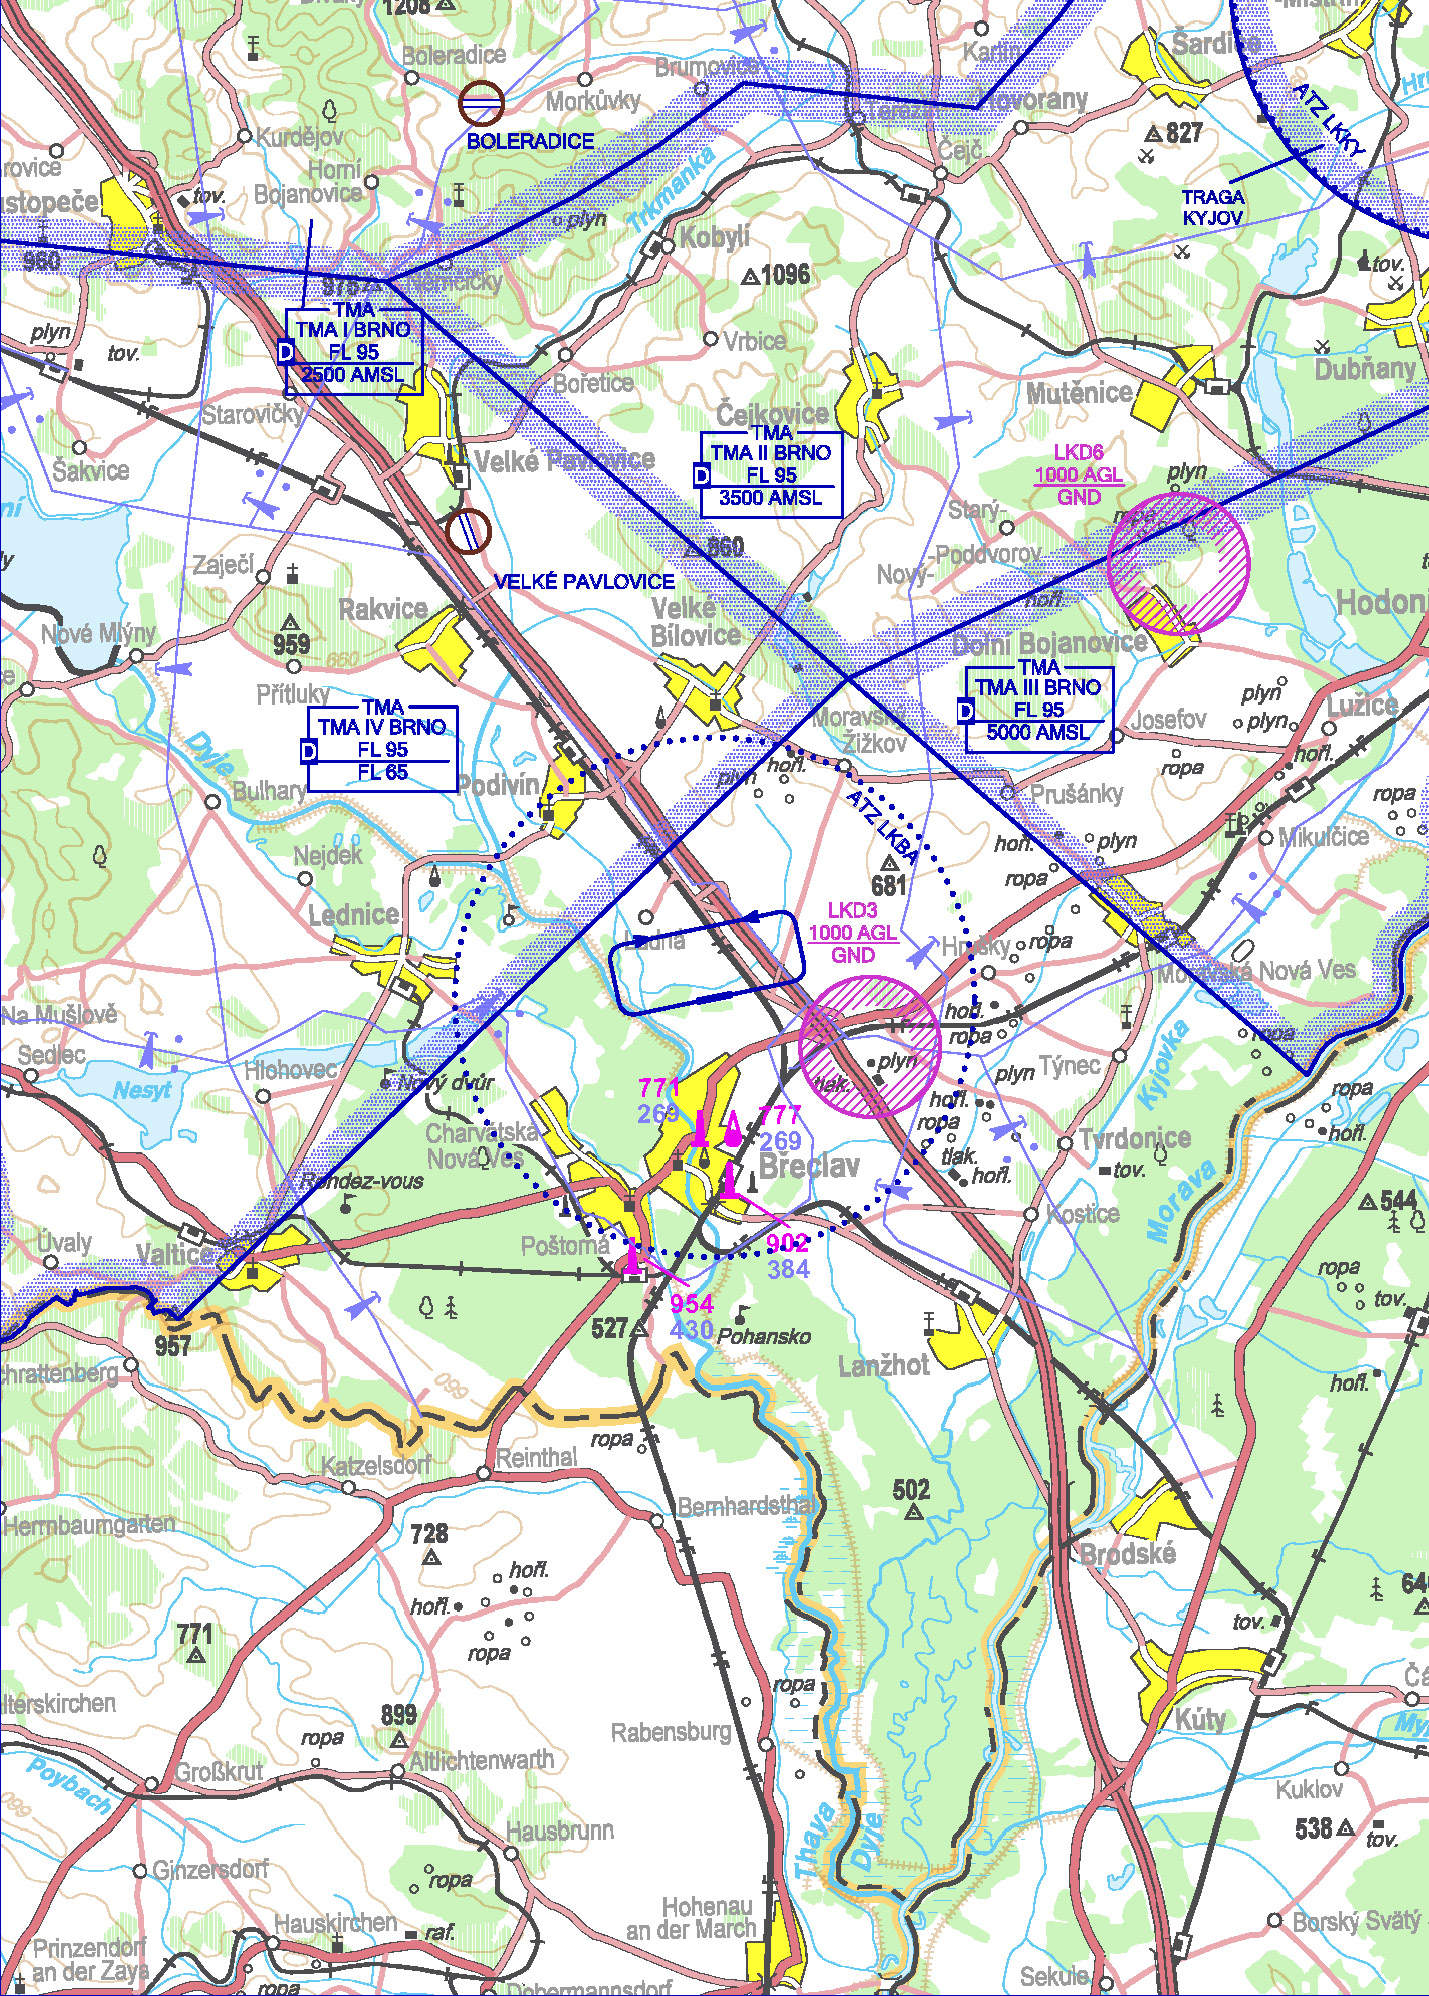 1208
Boleradice
Brumovice
Karlín
Šardice
Morkůvky
BOLERADICE
Terezín
Hovorany
827
ATZ LKKY
Kurdějov
Horní
Bojanovice
Trkmanka
Čejč
TRAGA
KYJOV
tov.
plyn
Kobylí
960
Němčičky
1096
tov.
TMA
TMA I BRNO
FL 95
2500 AMSL
D
plyn
tov.
Vrbice
Bořetice
Dubňany
Mutěnice
Starovičky
Čejkovice
TMA
TMA II BRNO
FL 95
3500 AMSL
D
Šakvice
Velké Pavlovice
LKD6
1000 AGL
GND
plyn
ropa
Starý-
-Poddvorov
Nový-
860
Zaječí
VELKÉ PAVLOVICE
Rakvice
Velké
Bílovice
hořl.
Hodoní
Nové Mlýny
959
660
Přítluky
Dolní Bojanovice
TMA
TMA III BRNO
FL 95
5000 AMSL
D
plyn
plyn
Lužice
Josefov
hořl.
ropa
TMA
TMA IV BRNO
FL 95
FL 65
D
Moravský
Žižkov
Dyje
Bulhary
Podivín
plyn
hořl.
ATZ LKBA
Prušánky
ropa
Mikulčice
hořl.
plyn
ropa
Nejdek
681
Lednice
LKD3
1000 AGL
GND
Ladná
Hrušky
ropa
Moravská Nová Ves
Na Mušlově
Sedlec
Nesyt
Hlohovec
hořl.
ropa
ropa
Nový dvůr
plyn
tlak.
plyn
Týnec
Kyjovka
ropa
771
269
777
269
hořl.
ropa
tlak.
hořl.
Tvrdonice
tov.
hořl.
Charvátská
Nová Ves
Břeclav
Rendez-vous
Morava
544
Úvaly
Valtice
Poštorná
Kostice
902
384
954
430
ropa
tov.
527
Pohansko
957
Lanžhot
Schrattenberg
660
hořl.
ropa
Katzelsdorf
Reinthal
Bernhardsthal
502
Herrnbaumgarten
728
hořl.
hořl.
ropa
Brodské
771
tov.
ropa
899
ropa
Rabensburg
Kúty
Altlichtenwarth
Großkrut
Poybach
660
Kuklov
538
tov.
Hausbrunn
Thaya
Dyje
Ginzersdorf
ropa
Hohenau
an der March
Hauskirchen
raf.
Borský Svätý
Prinzendorf
an der Zaya
ropa
Dobermannsdorf
Sekule